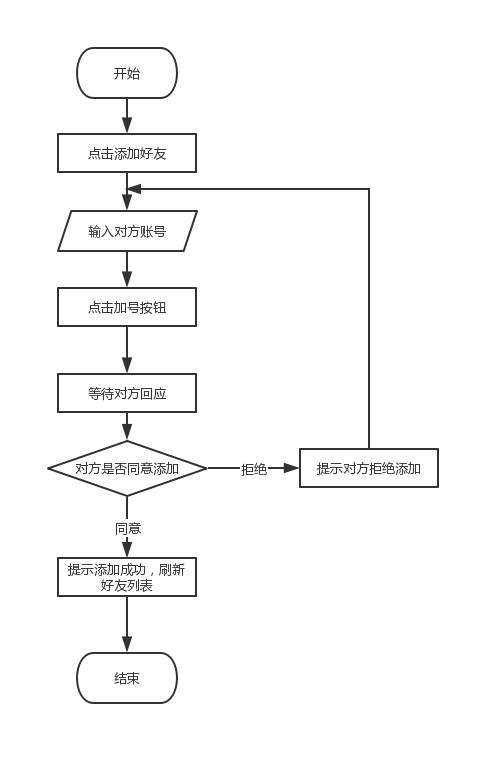 开始
点击添加好友
输入对方账号
点击加号按钮
等待对方回应
对方是否同意添加
拒绝
提示对方拒绝添加
同意
提示添加成功，刷新
好友列表
结束